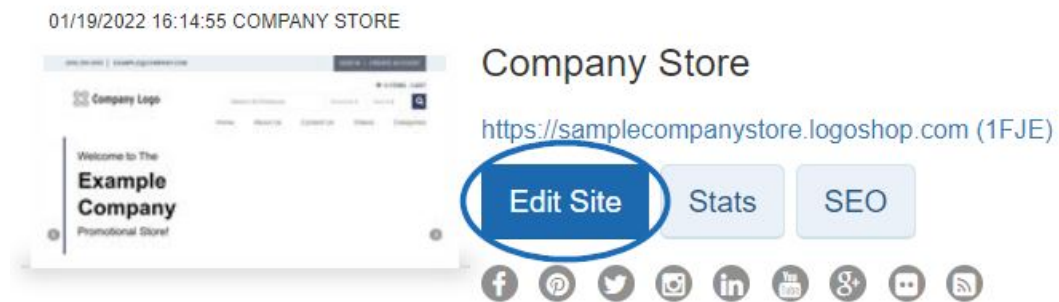 01/19/2022 16:14:55 COMPANY STORE
Company Logo
Home About Us Contact Us Videos Categories
Welcome to The
Example
Company
Promotional Store!
Company Store
https://samplecompanystore.logoshop.com (1FJE)
Edit Site
Stats
SEO
You